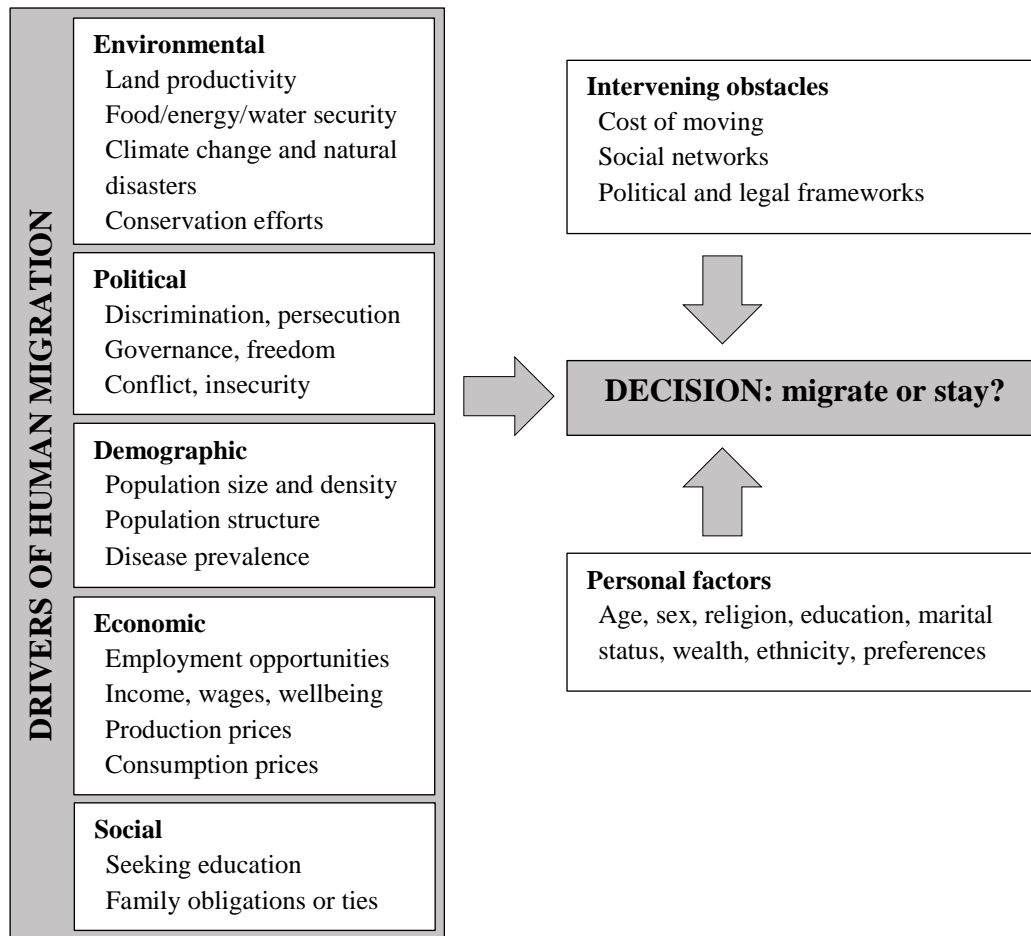 DRIVERS OF HUMAN MIGRATION
Environmental
Land productivity
Food/energy/water security
Climate change and natural
disasters
Conservation efforts
Political
Discrimination, persecution
Governance, freedom
Conflict, insecurity
Demographic
Population size and density
Population structure
Disease prevalence
Economic
Employment opportunities
Income, wages, wellbeing
Production prices
Consumption prices
Social
Seeking education
Family obligations or ties
Intervening obstacles
Cost of moving
Social networks
Political and legal frameworks
DECISION: migrate or stay?
Personal factors
Age, sex, religion, education, marital
status, wealth, ethnicity, preferences